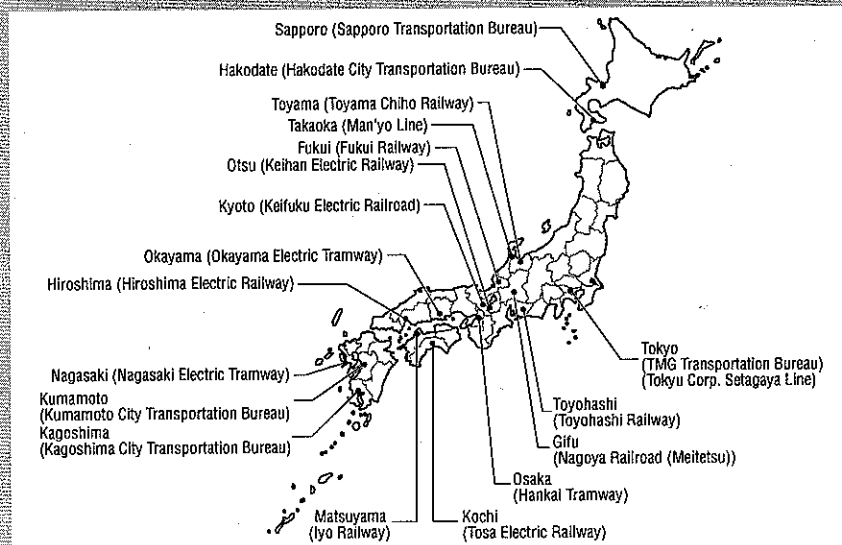 Sapporo (Sapporo Transportation Bureau)
Hakodate (Hakodate City Transportation Bureau)
Toyama (Toyama Chiho Railway)
Takaoka (Man'yo Line)
Fukui (Fukui Railway)
Otsu (Keihan Electric Railway)
Kyoto (Keifuku Electric Railroad)
Okayama (Okayama Electric Tramway)
Hiroshima (Hiroshima Electric Railway)
Nagasaki (Nagasaki Electric Tramway)
Kumamoto
(Kumamoto City Transportation Bureau)
Kagoshima
(Kagoshima City Transportation Bureau)
Tokyo
(TMG Transportation Bureau)
(Tokyu Corp. Setagaya Line)
Toyohashi
(Toyohashi Railway)
Gifu
(Nagoya Railroad (Meitetsu))
Osaka
(Hankai Tramway)
Matsuyama
(Iyo Railway)
Kochi
(Tosa Electric Railway)